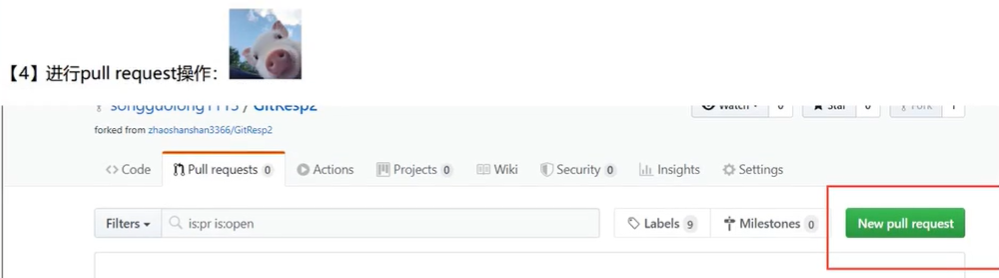 【4】进行pull request操作：
songguolong1113 / GitResp2
Watch 0 Star 0 Fork 1
forked from zhaoshanshan3366/GitResp2
Code Pull requests 0 Actions Projects 0 Wiki Security 0 Insights Settings
Filters is:pr is:open Labels 9 Milestones 0 New pull request